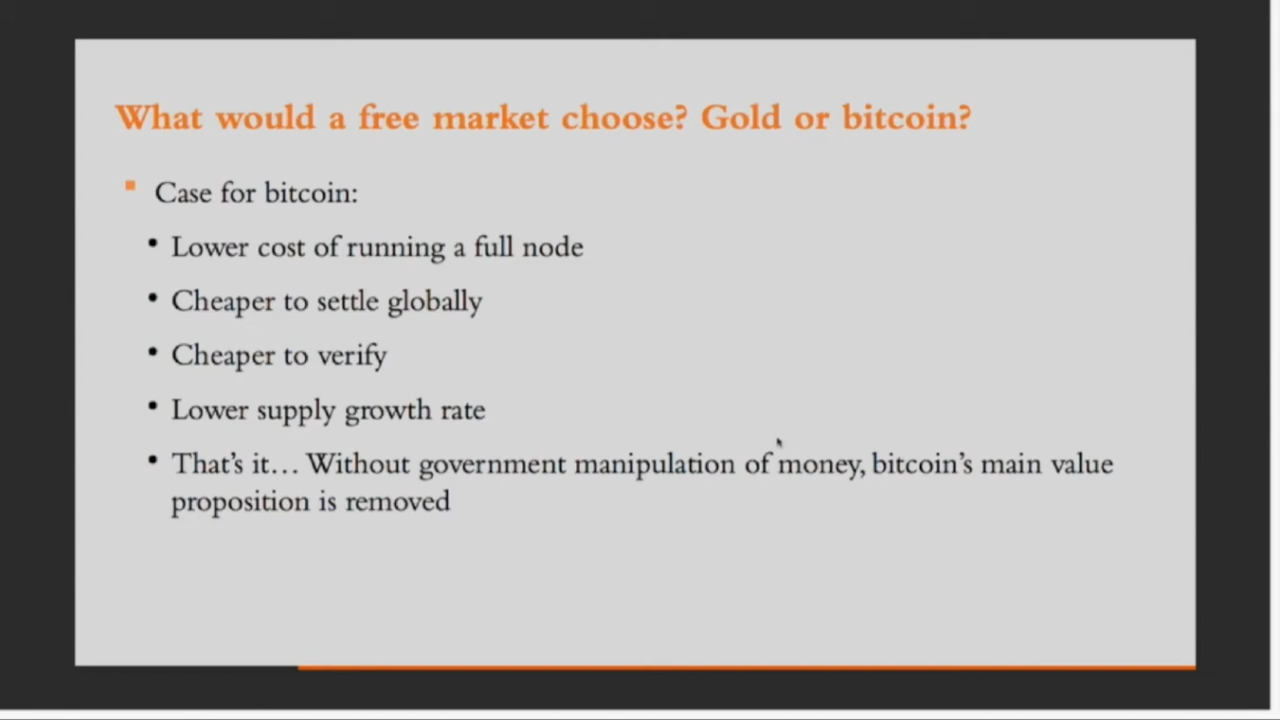 What would a free market choose? Gold or bitcoin?
Case for bitcoin:
• Lower cost of running a full node
• Cheaper to settle globally
• Cheaper to verify
• Lower supply growth rate
• That's it… Without government manipulation of money, bitcoin's main value
proposition is removed